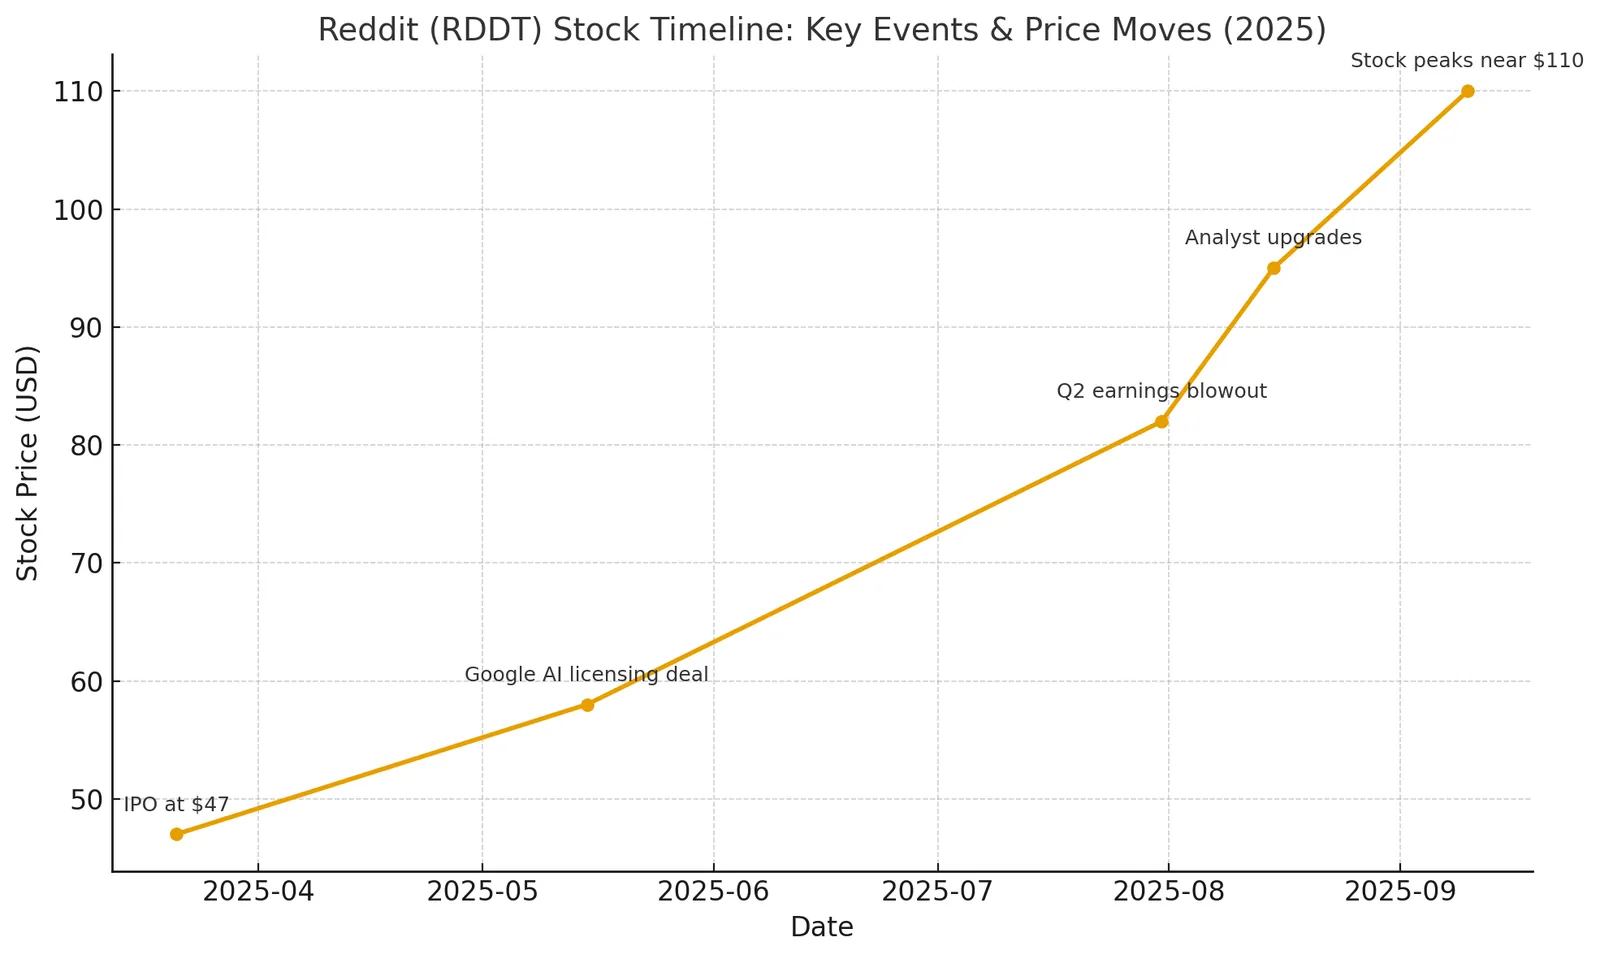 Reddit (RDDT) Stock Timeline: Key Events & Price Moves (2025)
Stock peaks near $110
110
100
Analyst upgrades
90
Q2 earnings blowout
80
Stock Price (USD)
70
Google AI licensing deal
60
IPO at $47
50
2025-04 2025-05 2025-06 2025-07 2025-08 2025-09
Date